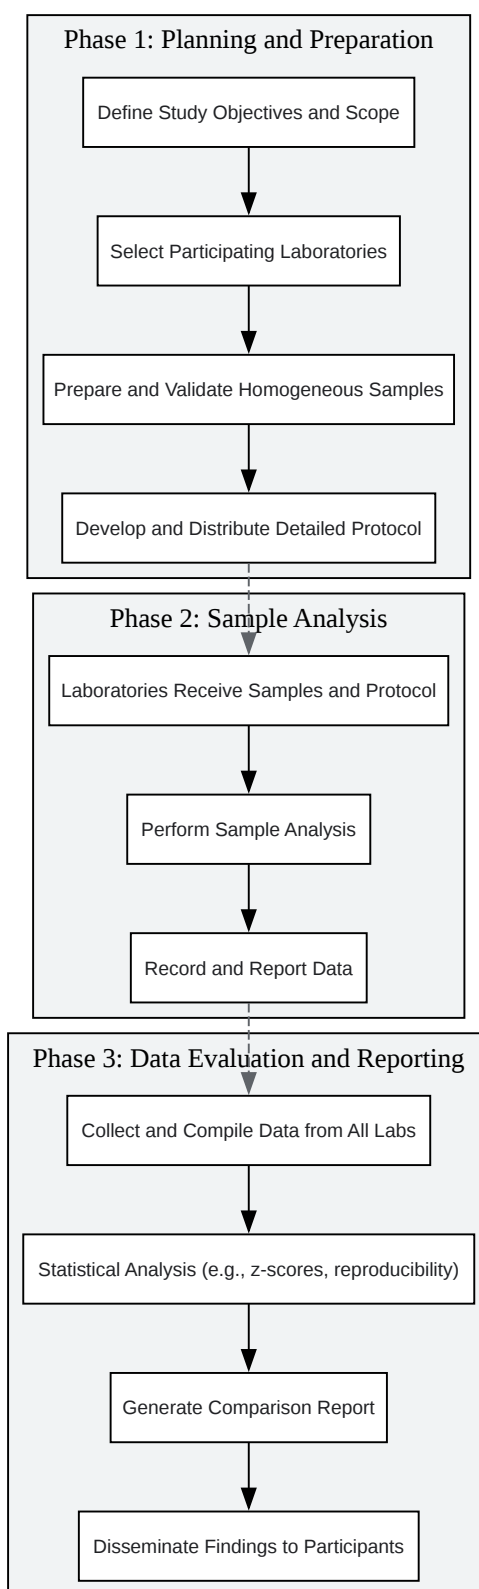 Phase 1: Planning and Preparation
Define Study Objectives and Scope
Select Participating Laboratories
Prepare and Validate Homogeneous Samples
Develop and Distribute Detailed Protocol
Phase 2: Sample Analysis
Laboratories Receive Samples and Protocol
Perform Sample Analysis
Record and Report Data
Phase 3: Data Evaluation and Reporting
Collect and Compile Data from All Labs
Statistical Analysis (e.g., z-scores, reproducibility)
Generate Comparison Report
Disseminate Findings to Participants